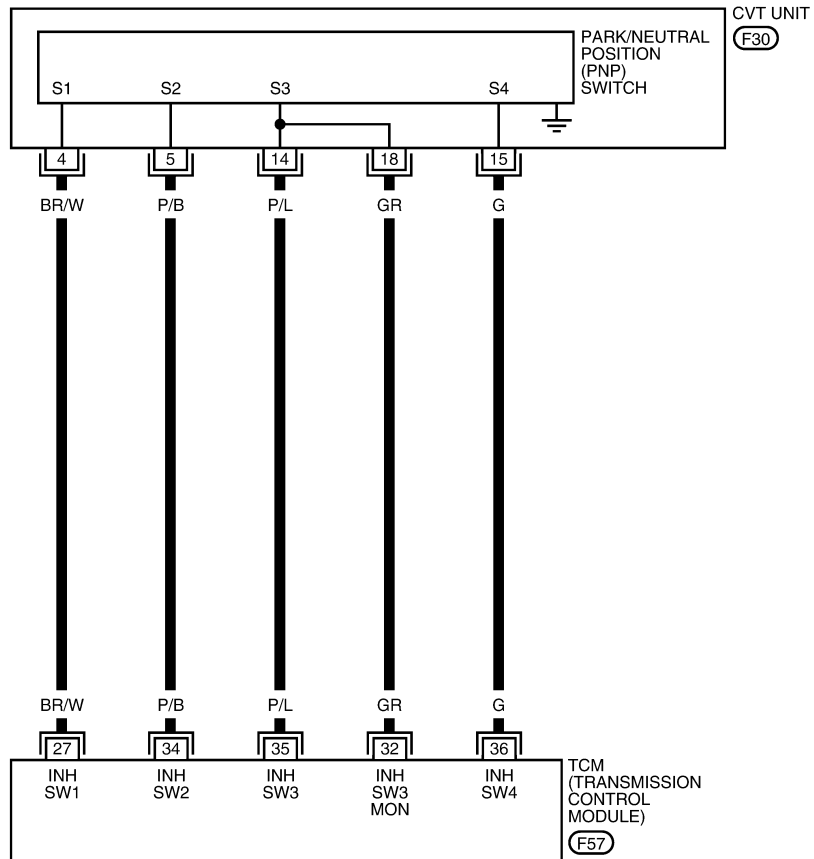 CVT UNIT
F30
PARK/NEUTRAL
POSITION
(PNP)
SWITCH
S1 S2 S3 S4
4 5 14 18 15
BR/W P/B P/L GR G
BR/W P/B P/L GR G
27 34 35 32 36
INH SW1
INH SW2
INH SW3
INH SW3 MON
INH SW4
TCM
(TRANSMISSION
CONTROL
MODULE)
F57